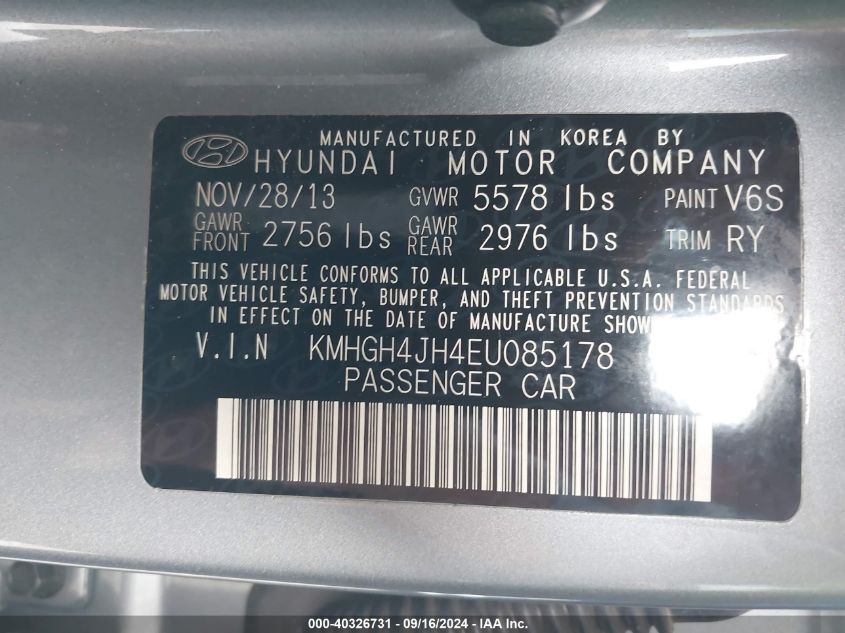 MANUFACTURED IN KOREA BY
HYUNDAI MOTOR COMPANY
NOV/28/13 GVWR 5578 lbs PAINT V6S
GAWR FRONT 2756 lbs GAWR REAR 2976 lbs TRIM RY
THIS VEHICLE CONFORMS TO ALL APPLICABLE U.S.A. FEDERAL
MOTOR VEHICLE SAFETY, BUMPER, AND THEFT PREVENTION STANDARDS
IN EFFECT ON THE DATE OF MANUFACTURE
V.I.N KMHGH4JH4EU085178
PASSENGER CAR
000-40326731 - 09/16/2024 - IAA Inc.